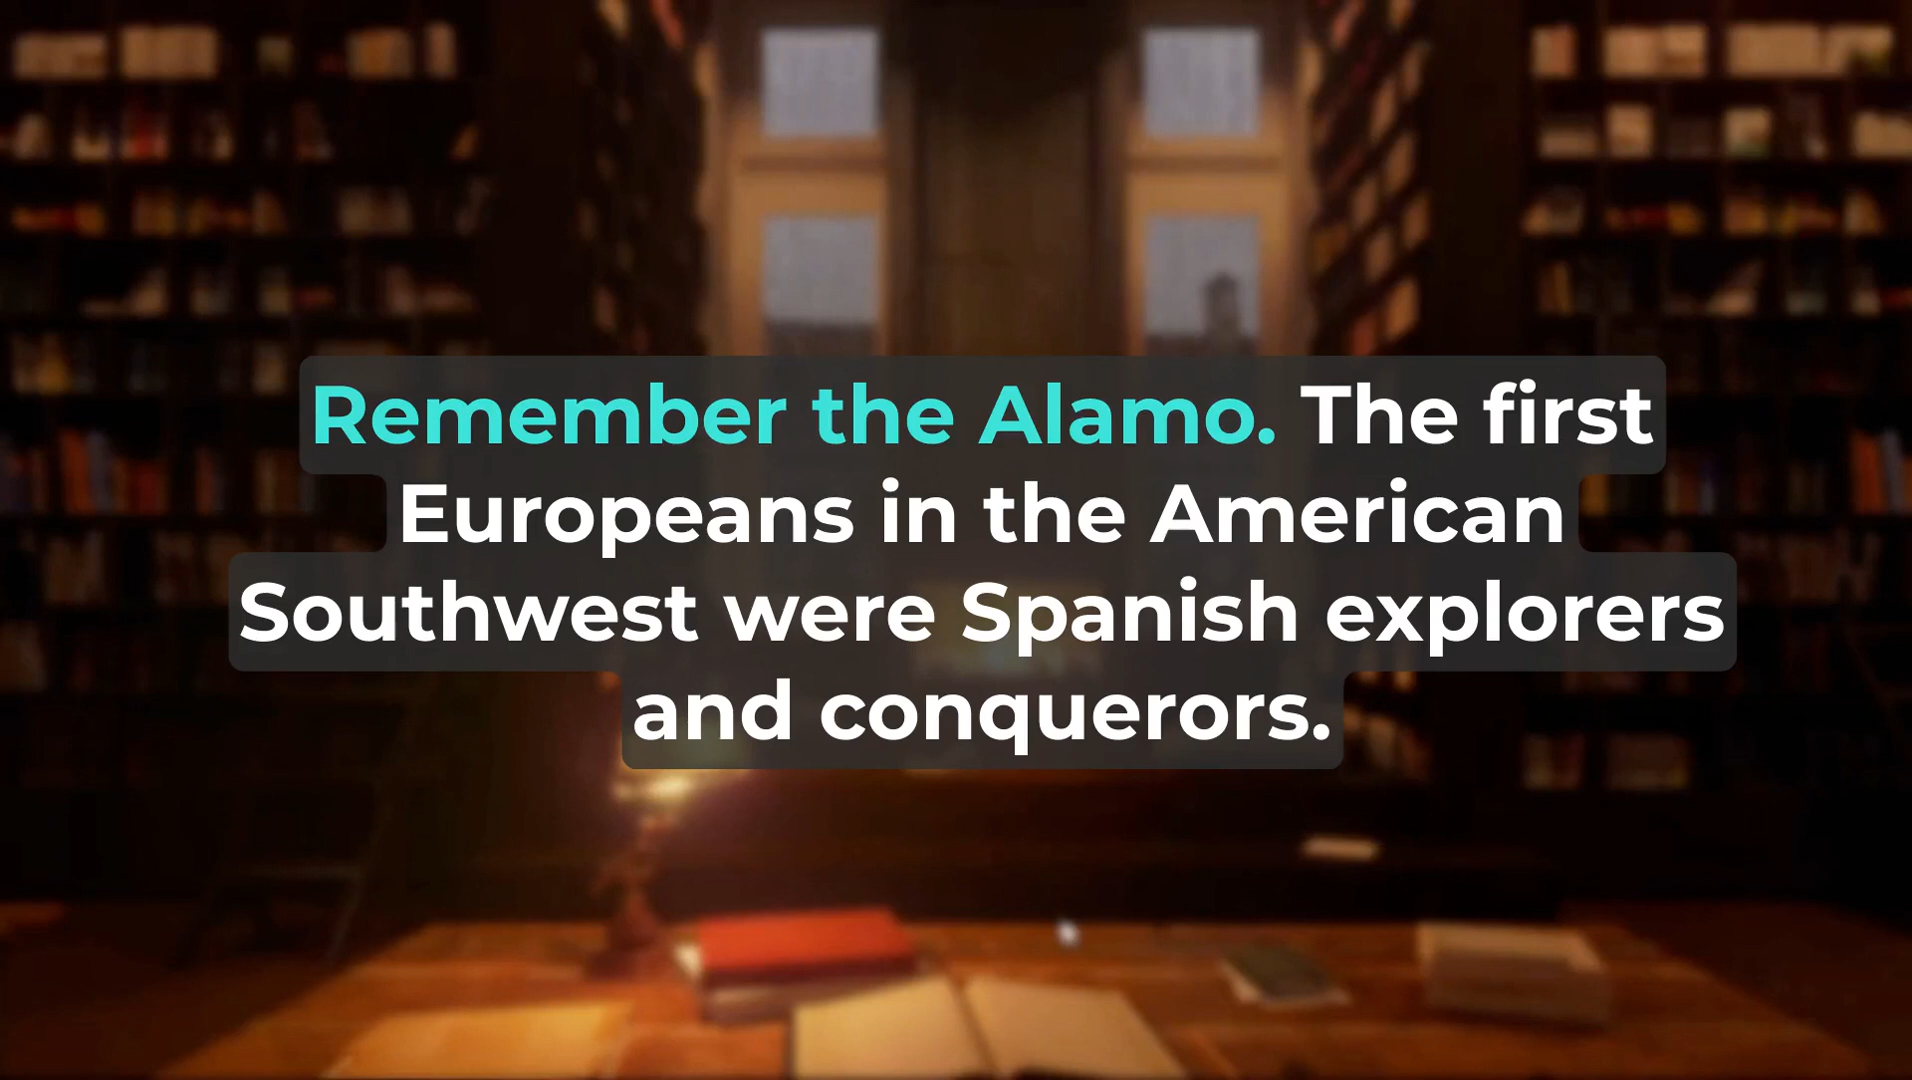 Remember the Alamo. The first
Europeans in the American
Southwest were Spanish explorers
and conquerors.